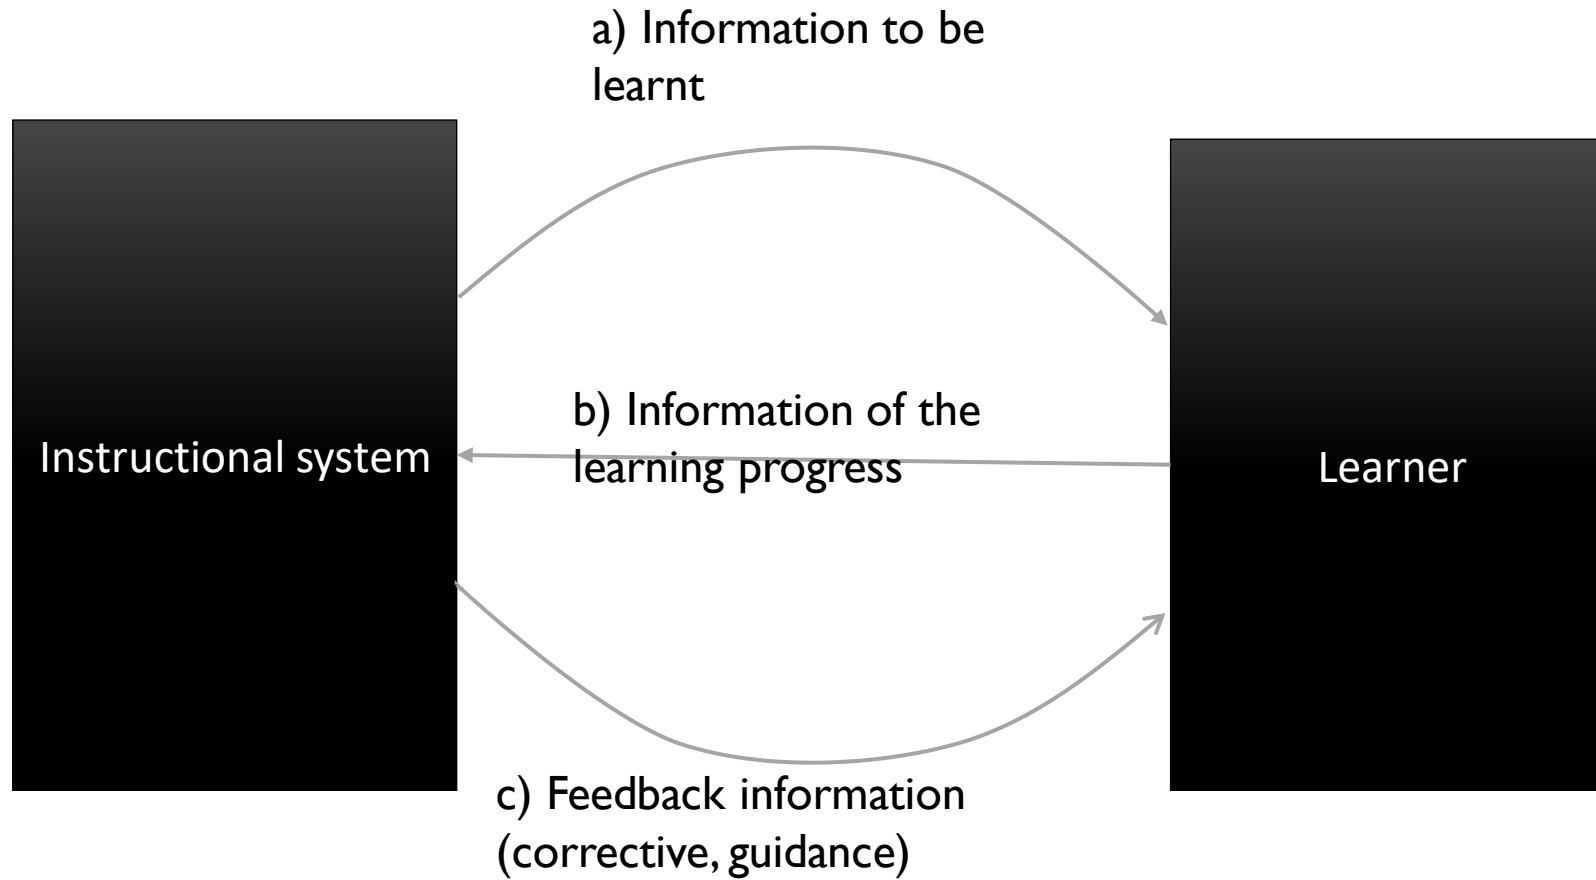 a) Information to be
learnt
Instructional system
b) Information of the
learning progress
Learner
c) Feedback information
(corrective, guidance)